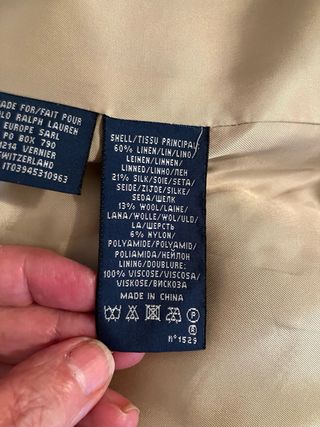 MADE FOR/FAIT POUR
POLO RALPH LAUREN
EUROPE SARL
PO BOX 790
1214 VERNIER
SWITZERLAND
IT03945310963
SHELL/TISSU PRINCIPAL
60% LINEN/LIN/LINO/
LEINEN/LINNEN/
LINNED/LINHO/ЛЕН
21% SILK/SOIE/SETA/
SEIDE/ZIJDE/SILKE/
SEDA/ШЕЛК
13% WOOL/LAINE/
LANA/WOLLE/WOL/ULD/
LA/ШЕРСТЬ
6% NYLON/
POLYAMIDE/POLYAMID/
POLIAMIDA/НЕЙЛОН
LINING/DOUBLURE:
100% VISCOSE/VISCOSA/
VISKOSE/ВИСКОЗА
MADE IN CHINA
P
N°1529